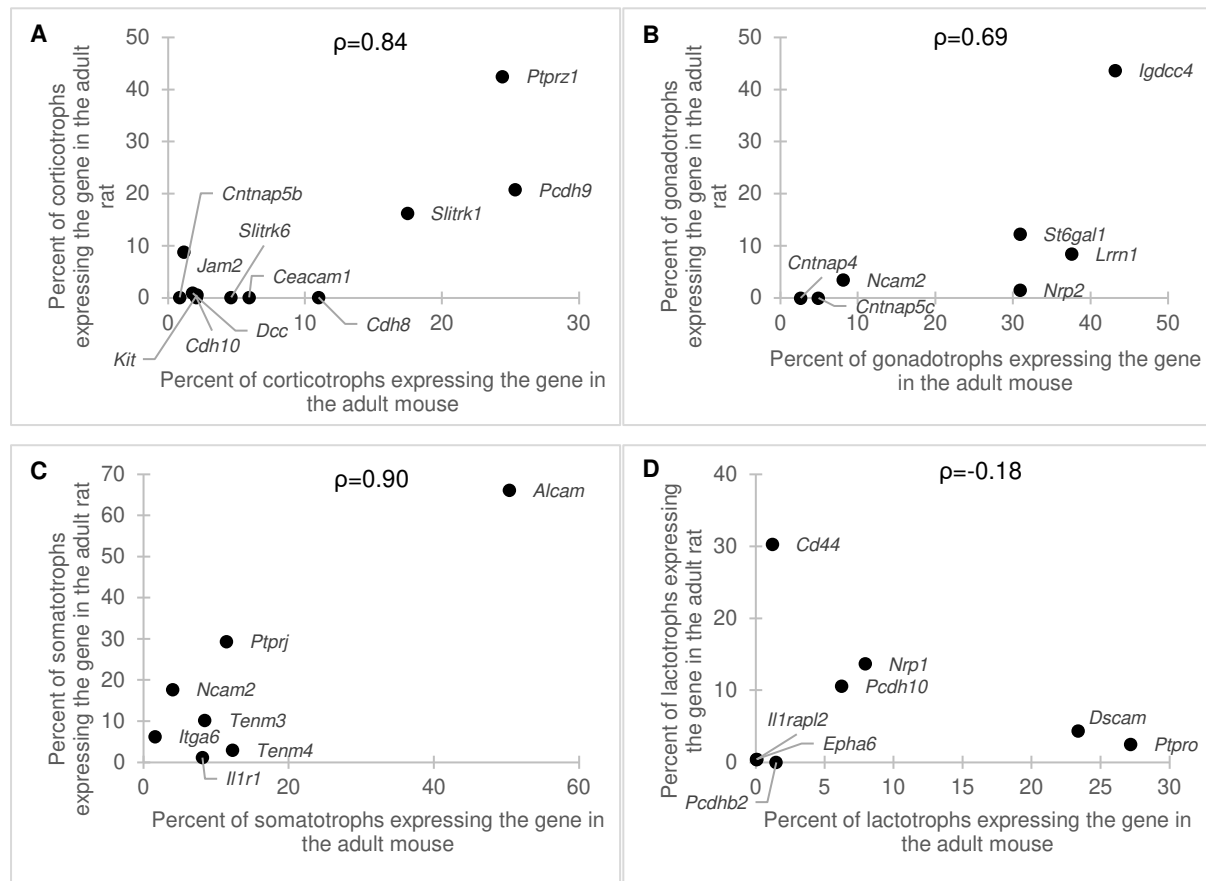 A
ρ=0.84
Percent of corticotrophs
expressing the gene in the adult
rat
50
40
30
20
10
0
Ptprz1
Pcdh9
Cntnap5b
Slitrk1
Slitrk6
Jam2
Ceacam1
Dcc
Cdh8
Cdh10
Kit
0
20
30
Percent of corticotrophs expressing the gene in
the adult mouse
B
ρ=0.69
Percent of gonadotrophs
expressing the gene in the adult
rat
50
40
30
20
10
0
Igdcc4
St6gal1
Lrrn1
Cntnap4
Ncam2
Nrp2
Cntnap5c
0
10
20
30
40
50
Percent of gonadotrophs expressing the gene
in the adult mouse
C
ρ=0.90
Percent of somatotrophs
expressing the gene in the adult rat
70
60
50
40
30
20
10
0
Alcam
Ptprj
Ncam2
Tenm3
Itga6
Tenm4
Il1r1
0
20
40
60
Percent of somatotrophs expressing the gene in
the adult mouse
D
ρ=-0.18
Percent of lactotrophs expressing
the gene in the adult rat
40
30
20
10
0
Cd44
Nrp1
Pcdh10
Il1rapl2
Dscam
Epha6
Ptpro
Pcdhb2
0
5
10
15
20
25
30
Percent of lactotrophs expressing the gene in
the adult mouse